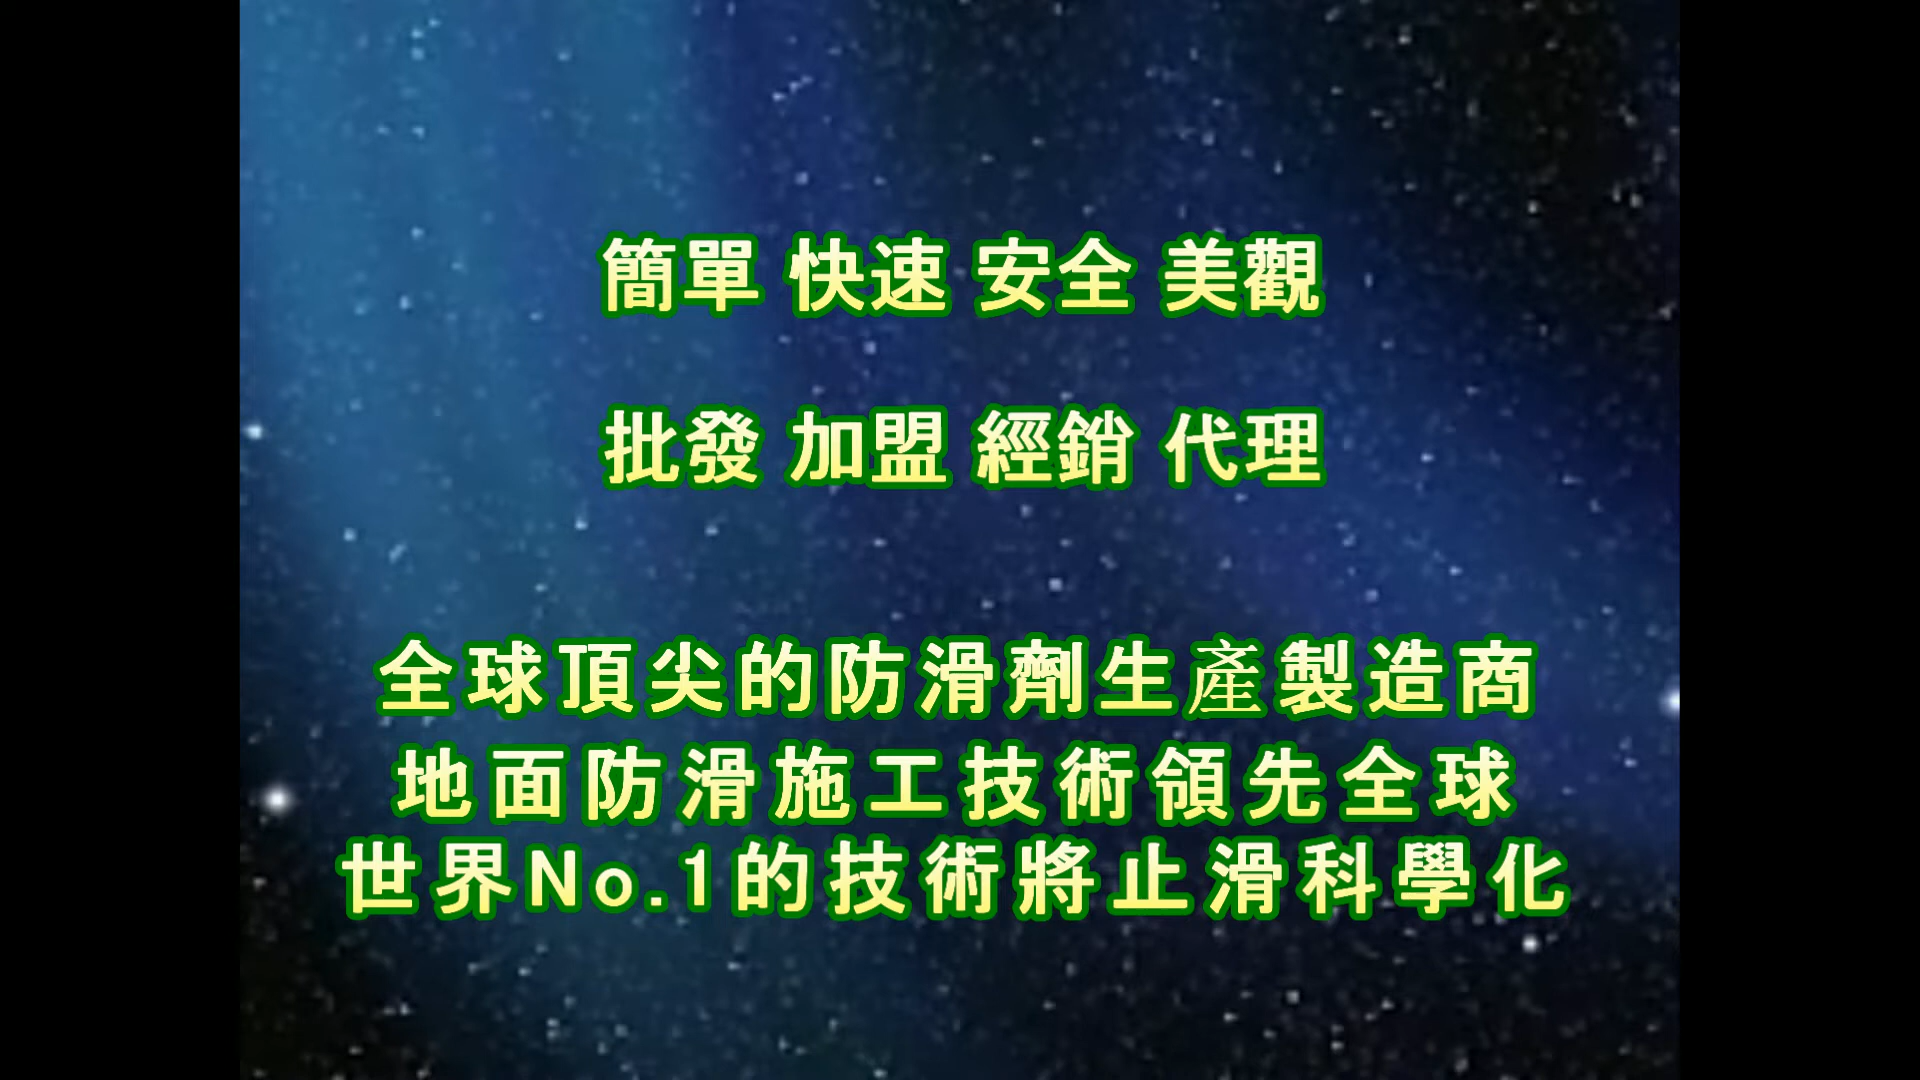 簡單 快速 安全 美觀
批發 加盟 經銷 代理
全球頂尖的防滑劑生產製造商
地面防滑施工技術領先全球
世界No.1的技術將止滑科學化